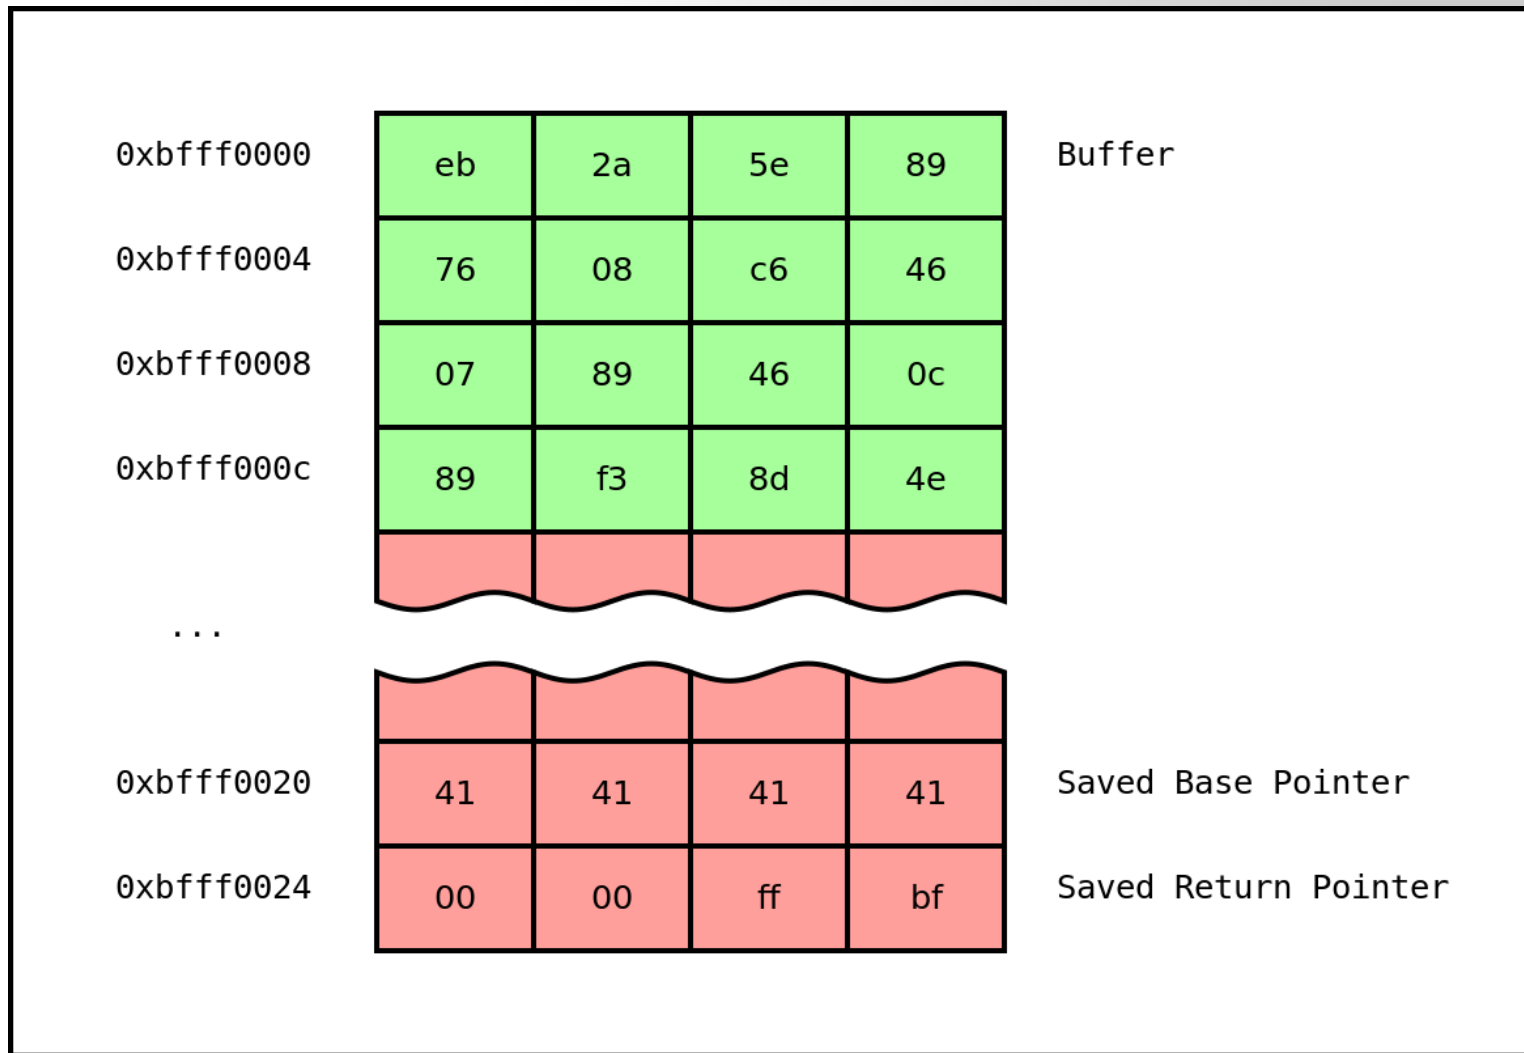 0xbfff0000 eb 2a 5e 89 Buffer
0xbfff0004 76 08 c6 46
0xbfff0008 07 89 46 0c
0xbfff000c 89 f3 8d 4e
...
0xbfff0020 41 41 41 41 Saved Base Pointer
0xbfff0024 00 00 ff bf Saved Return Pointer